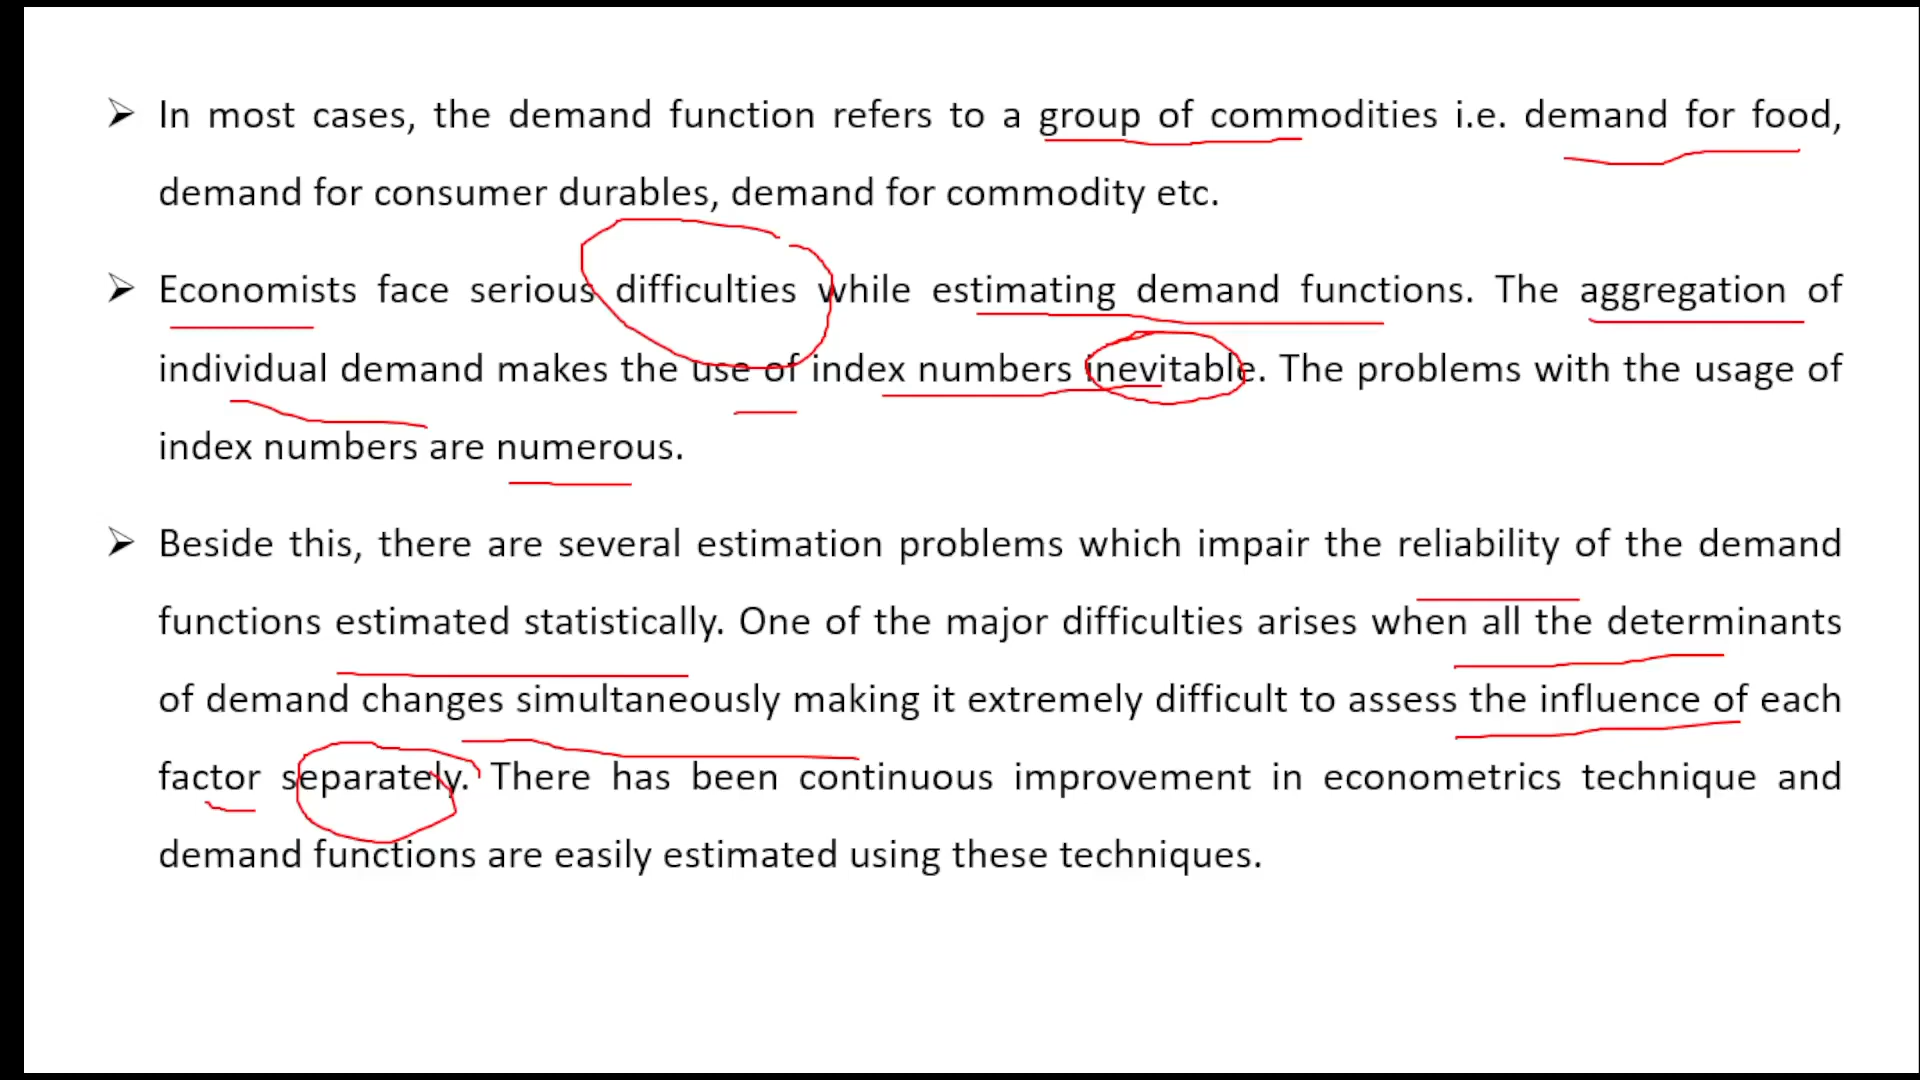 ➢ In most cases, the demand function refers to a group of commodities i.e. demand for food,
demand for consumer durables, demand for commodity etc.
➢ Economists face serious difficulties while estimating demand functions. The aggregation of
individual demand makes the use of index numbers inevitable. The problems with the usage of
index numbers are numerous.
➢ Beside this, there are several estimation problems which impair the reliability of the demand
functions estimated statistically. One of the major difficulties arises when all the determinants
of demand changes simultaneously making it extremely difficult to assess the influence of each
factor separately. There has been continuous improvement in econometrics technique and
demand functions are easily estimated using these techniques.